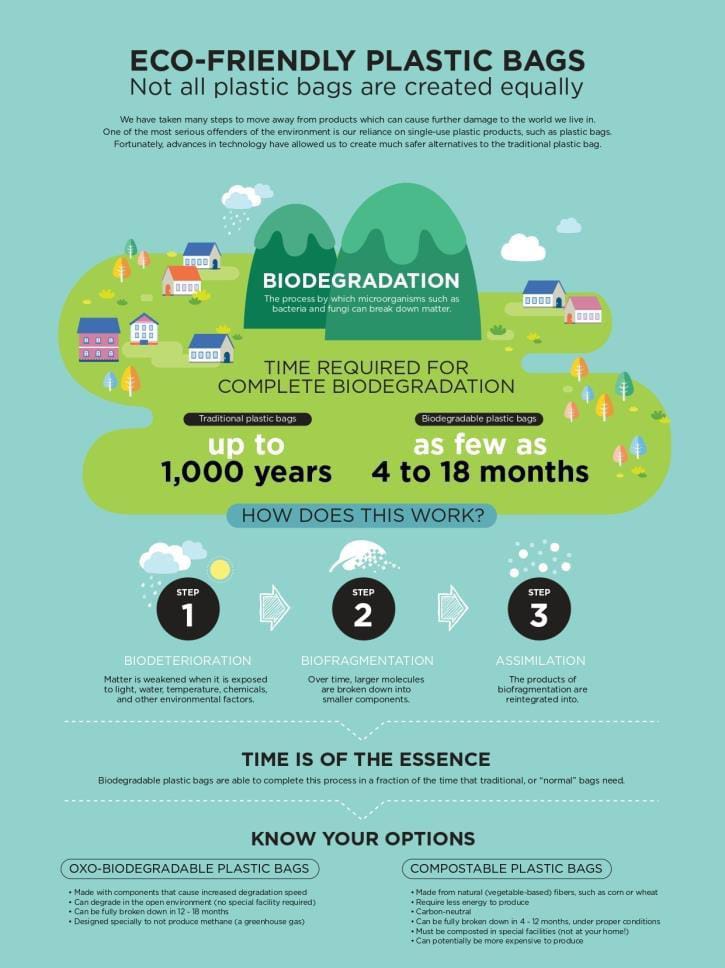 ECO-FRIENDLY PLASTIC BAGS
Not all plastic bags are created equally
We have taken many steps to move away from products which can cause further damage to the world we live in.
One of the most serious offenders of the environment is our reliance on single-use plastic products, such as plastic bags.
Fortunately, advances in technology have allowed us to create much safer alternatives to the traditional plastic bag.
BIODEGRADATION
The process by which microorganisms such as
bacteria and fungi can break down matter.
TIME REQUIRED FOR
COMPLETE BIODEGRADATION
Traditional plastic bags
up to
1,000 years
Biodegradable plastic bags
as few as
4 to 18 months
HOW DOES THIS WORK?
STEP
1
BIODETERIORATION
Matter is weakened when it is exposed
to light, water, temperature, chemicals,
and other environmental factors.
STEP
2
BIOFRAGMENTATION
Over time, larger molecules
are broken down into
smaller components.
STEP
3
ASSIMILATION
The products of
biofragmentation are
reintegrated into.
TIME IS OF THE ESSENCE
Biodegradable plastic bags are able to complete this process in a fraction of the time that traditional, or “normal” bags need.
KNOW YOUR OPTIONS
OXO-BIODEGRADABLE PLASTIC BAGS
• Made with components that cause increased degradation speed
• Can degrade in the open environment (no special facility required)
• Can be fully broken down in 12 - 18 months
• Designed specially to not produce methane (a greenhouse gas)
COMPOSTABLE PLASTIC BAGS
• Made from natural (vegetable-based) fibers, such as corn or wheat
• Require less energy to produce
• Carbon-neutral
• Can be fully broken down in 4 - 12 months, under proper conditions
• Must be composted in special facilities (not at your home!)
• Can potentially be more expensive to produce